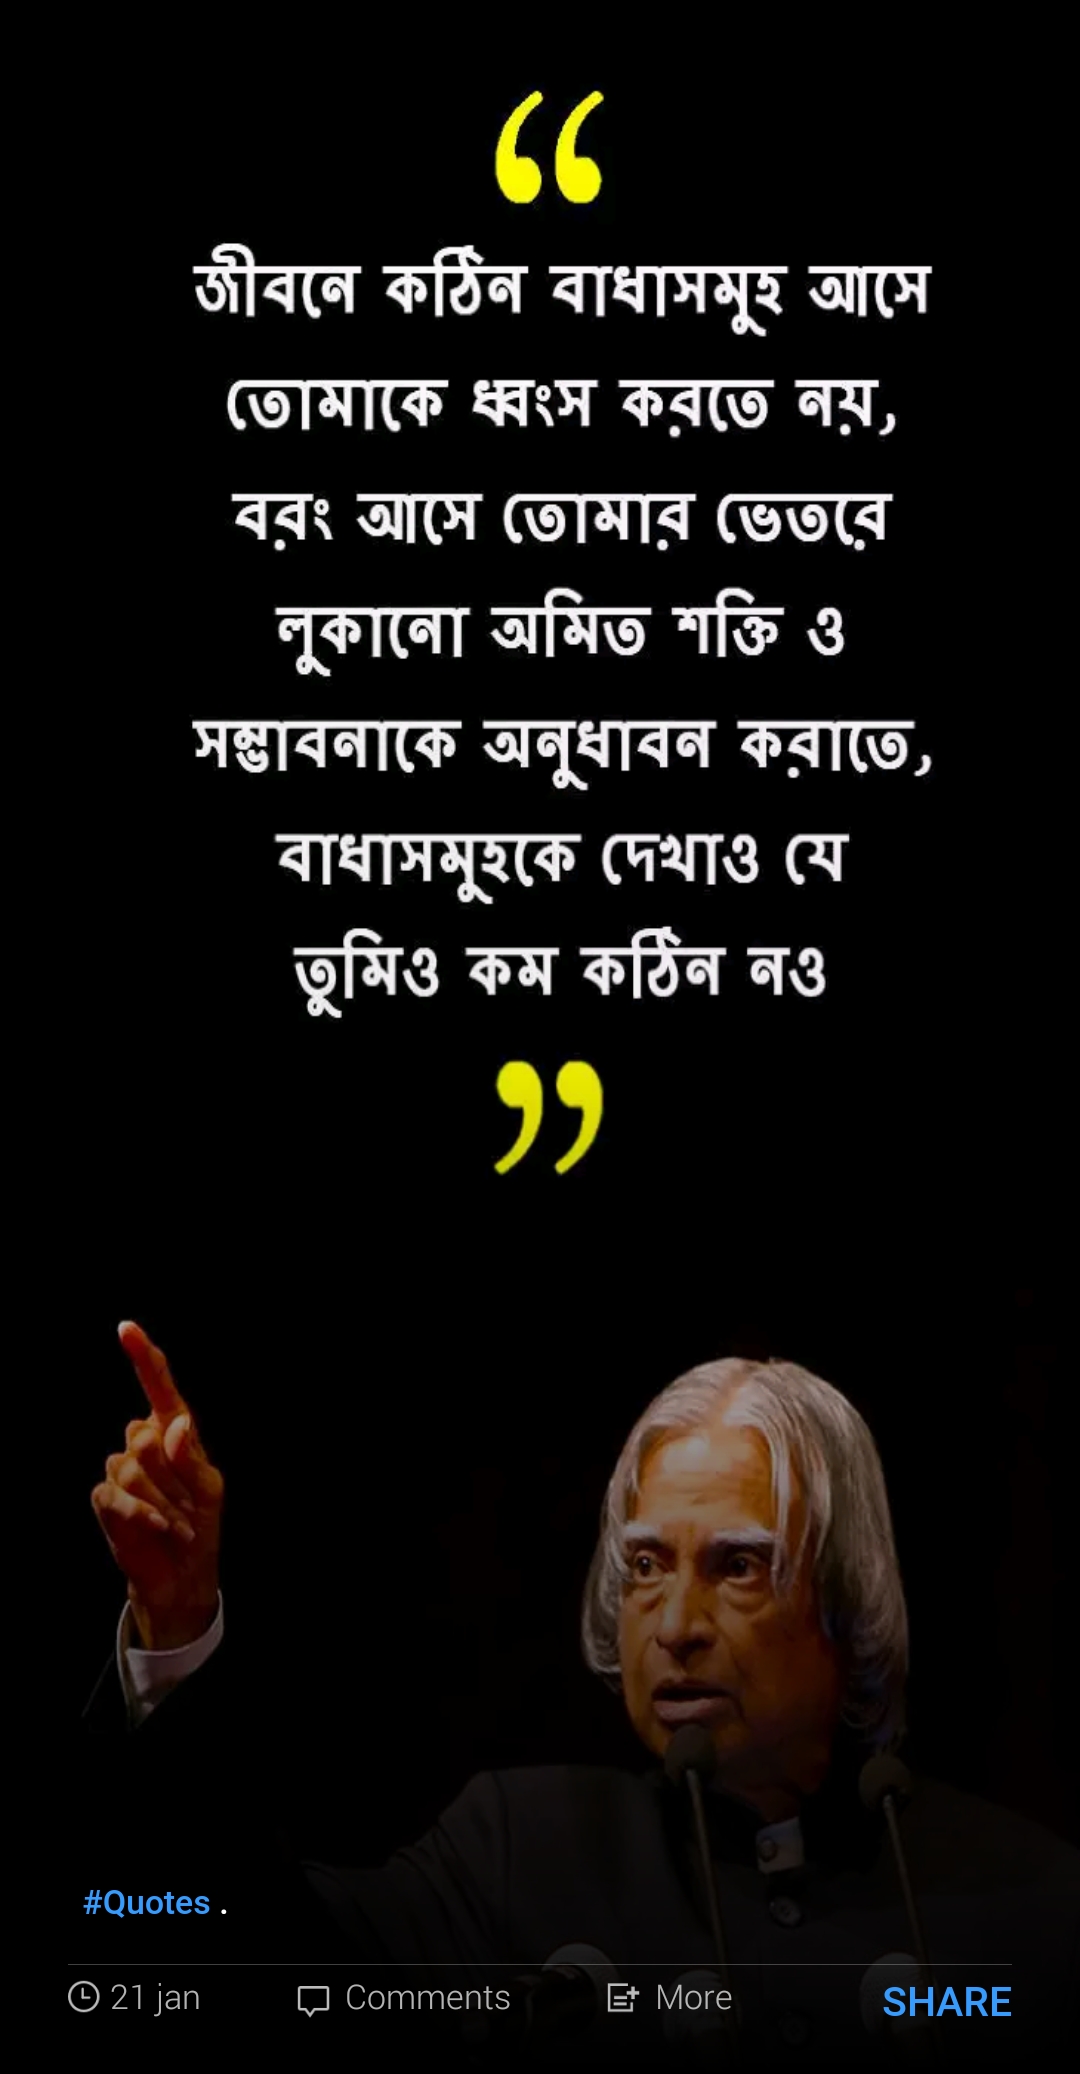 “
জীবনে কঠিন বাধাসমুহ আসে
তোমাকে ধ্বংস করতে নয়,
বরং আসে তোমার ভেতরে
লুকানো অমিত শক্তি ও
সম্ভাবনাকে অনুধাবন করাতে,
বাধাসমুহকে দেখাও যে
তুমিও কম কঠিন নও
”
#Quotes .
21 jan Comments More SHARE